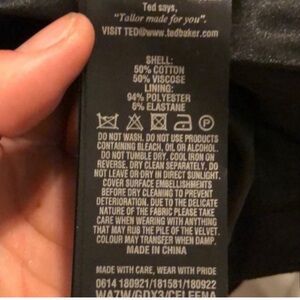 Ted says,
"Tailor made for you".
VISIT TED@www.tedbaker.com
SHELL:
50% COTTON
50% VISCOSE
LINING:
94% POLYESTER
6% ELASTANE
P
DO NOT WASH. DO NOT USE PRODUCTS
CONTAINING BLEACH, OIL OR ALCOHOL.
DO NOT TUMBLE DRY. COOL IRON ON
REVERSE. DRY CLEAN SEPARATELY. DO
NOT LEAVE OR DRY IN DIRECT SUNLIGHT.
COVER SURFACE EMBELLISHMENTS
BEFORE DRY CLEANING TO PREVENT
DETERIORATION. DUE TO THE DELICATE
NATURE OF THE FABRIC PLEASE TAKE
CARE WHEN WEARING WITH ANYTHING
THAT MAY RUB THE PILE OF THE VELVET.
COLOUR MAY TRANSFER WHEN DAMP.
MADE IN CHINA
MADE WITH CARE, WEAR WITH PRIDE
0614 180921/181581/180922
WA7W/GDX3/CELEENA